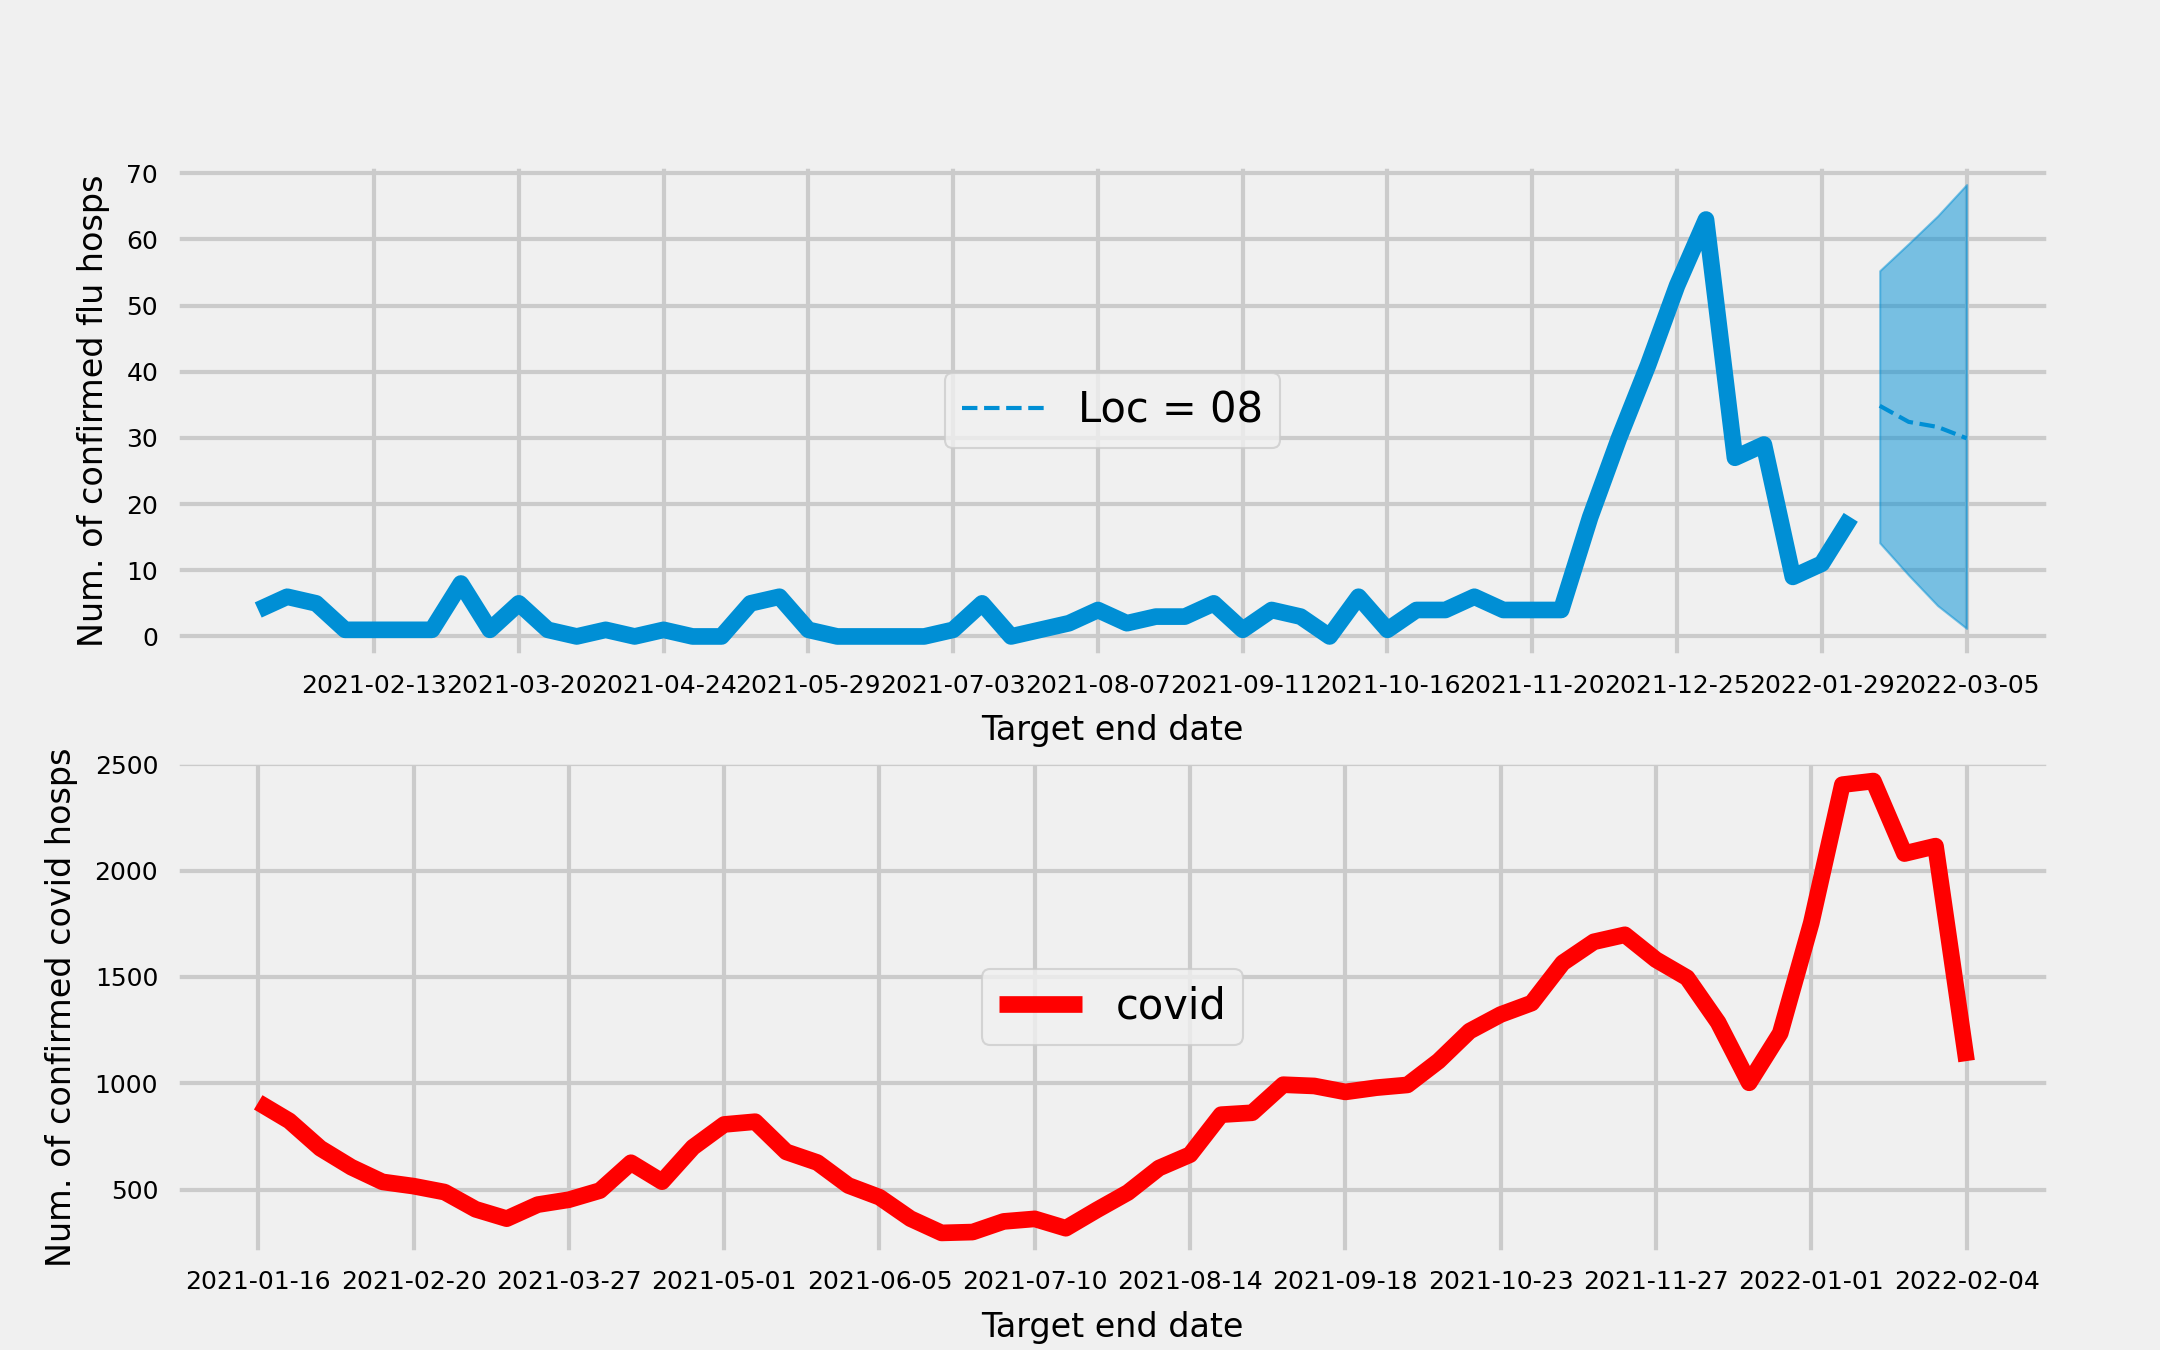 Num. of confirmed flu hosps
70
60
50
40
30
20
10
0
Loc = 08
2021-02-13 2021-03-20 2021-04-24 2021-05-29 2021-07-03 2021-08-07 2021-09-11 2021-10-16 2021-11-20 2021-12-25 2022-01-29 2022-03-05
Target end date
Num. of confirmed covid hosps
2500
2000
1500
1000
500
covid
2021-01-16 2021-02-20 2021-03-27 2021-05-01 2021-06-05 2021-07-10 2021-08-14 2021-09-18 2021-10-23 2021-11-27 2022-01-01 2022-02-04
Target end date